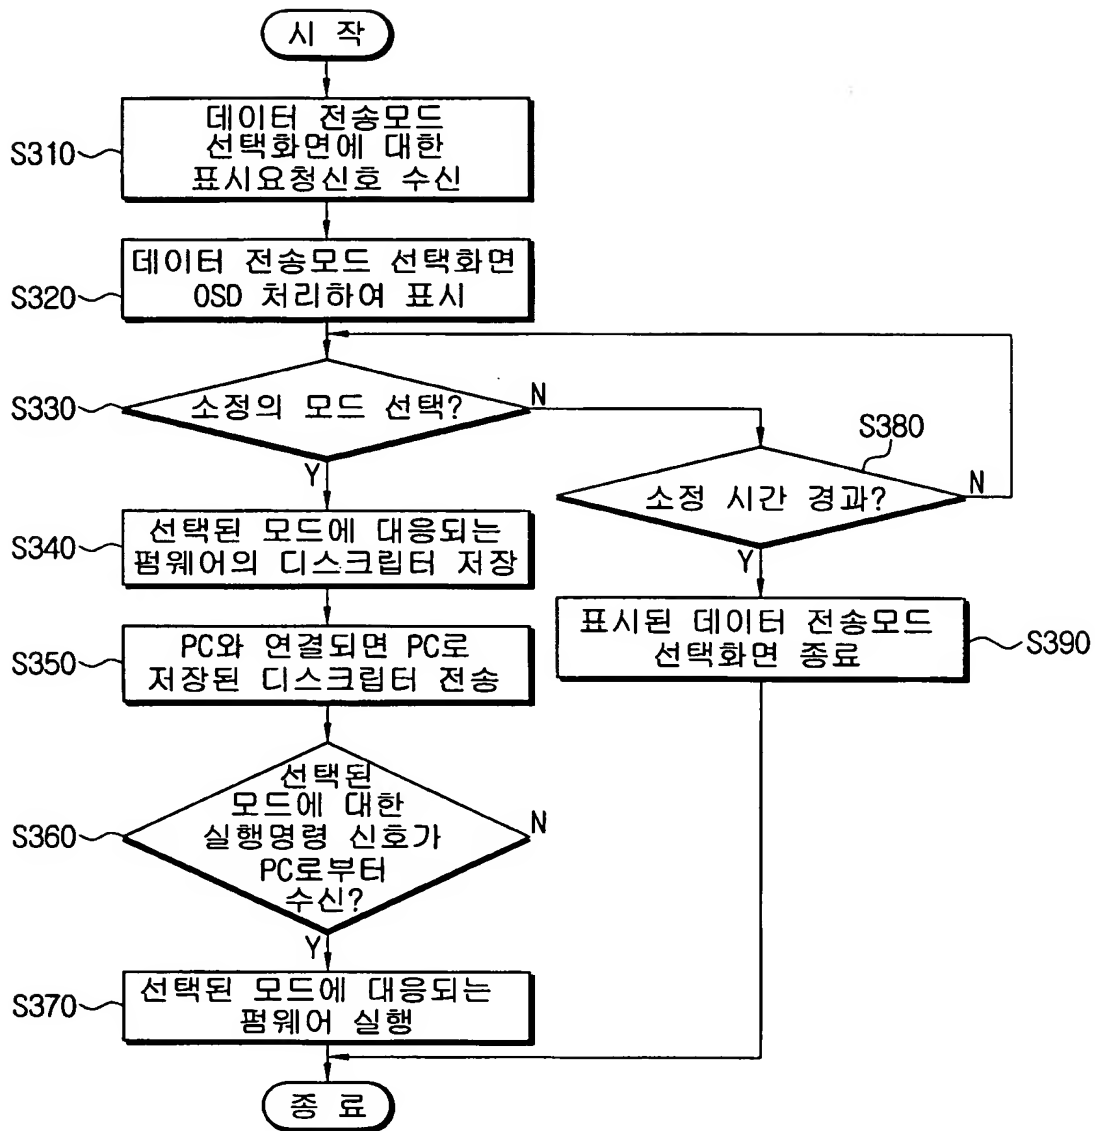 시 작
S310
데이터 전송모드
선택화면에 대한
표시요청신호 수신
S320
데이터 전송모드 선택화면
OSD 처리하여 표시
S330
소정의 모드 선택?
N
Y
S380
소정 시간 경과?
N
Y
S340
선택된 모드에 대응되는
펌웨어의 디스크립터 저장
S350
PC와 연결되면 PC로
저장된 디스크립터 전송
표시된 데이터 전송모드
선택화면 종료
S390
S360
선택된
모드에 대한
실행명령 신호가
PC로부터
수신?
N
Y
S370
선택된 모드에 대응되는
펌웨어 실행
종 료